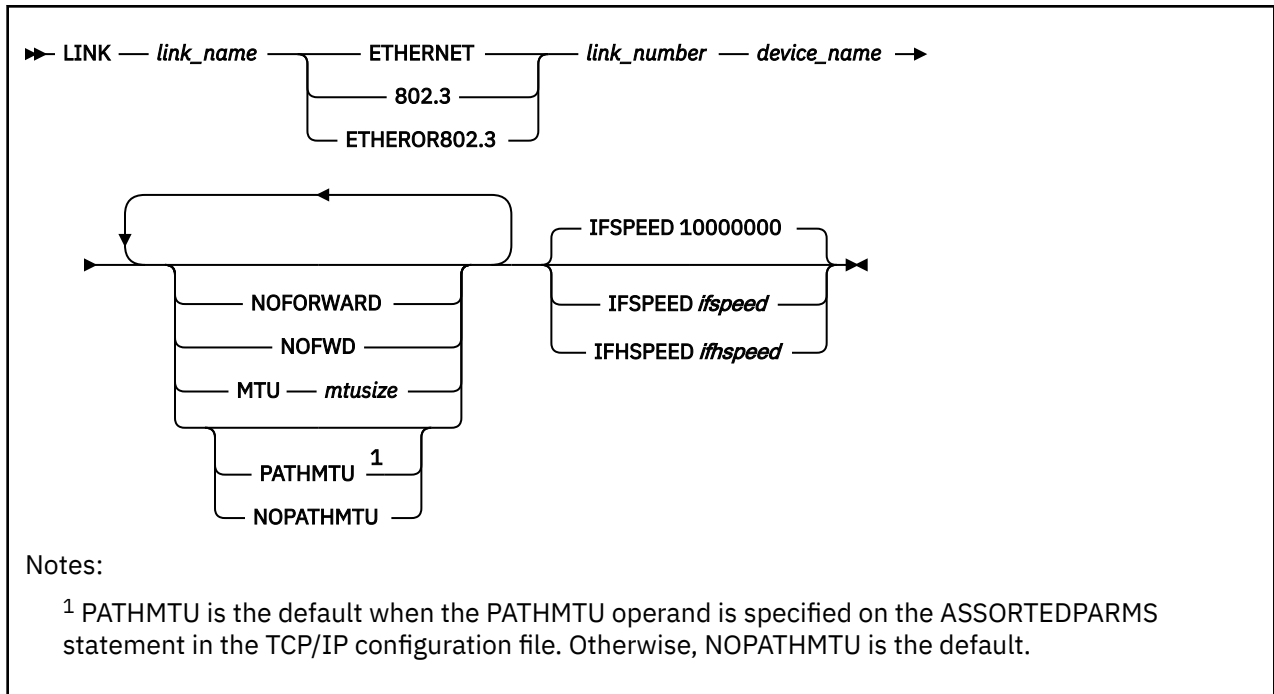 LINK link_name ETHERNET link_number device_name
802.3
ETHEROR802.3
IFSPEED 10000000
NOFORWARD IFSPEED ifspeed
NOFWD IFHSPEED ifhspeed
MTU mtusize
PATHMTU 1
NOPATHMTU
Notes:
1 PATHMTU is the default when the PATHMTU operand is specified on the ASSORTEDPARMS
statement in the TCP/IP configuration file. Otherwise, NOPATHMTU is the default.